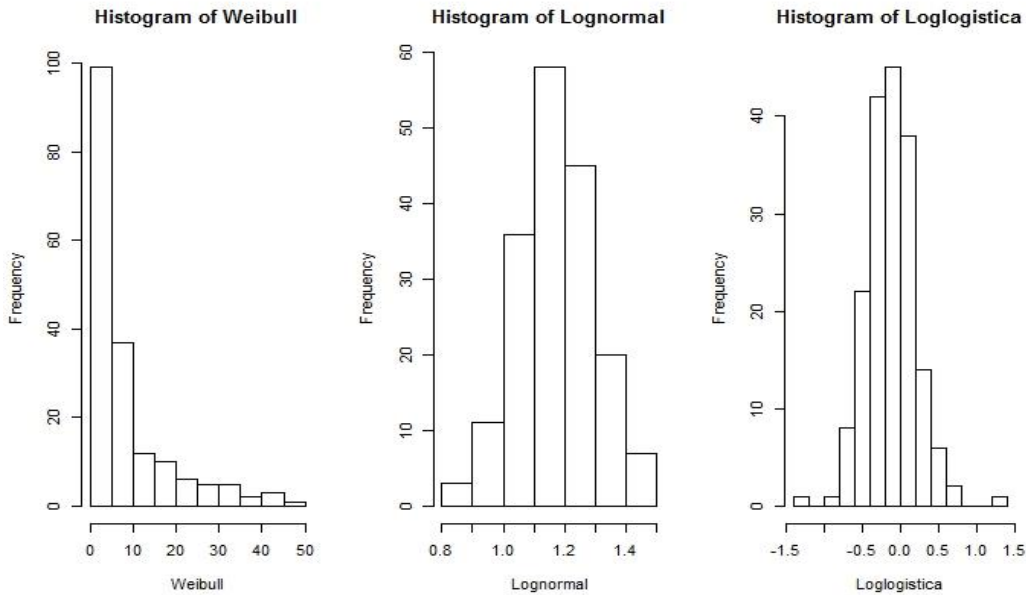 Histogram of Weibull
Frequency
100
80
60
40
20
0
0 10 20 30 40 50
Weibull
Histogram of Lognormal
Frequency
60
50
40
30
20
10
0
0.8 1.0 1.2 1.4
Lognormal
Histogram of Loglogistica
Frequency
40
30
20
10
0
-1.5 -0.5 0.0 0.5 1.0 1.5
Loglogistica